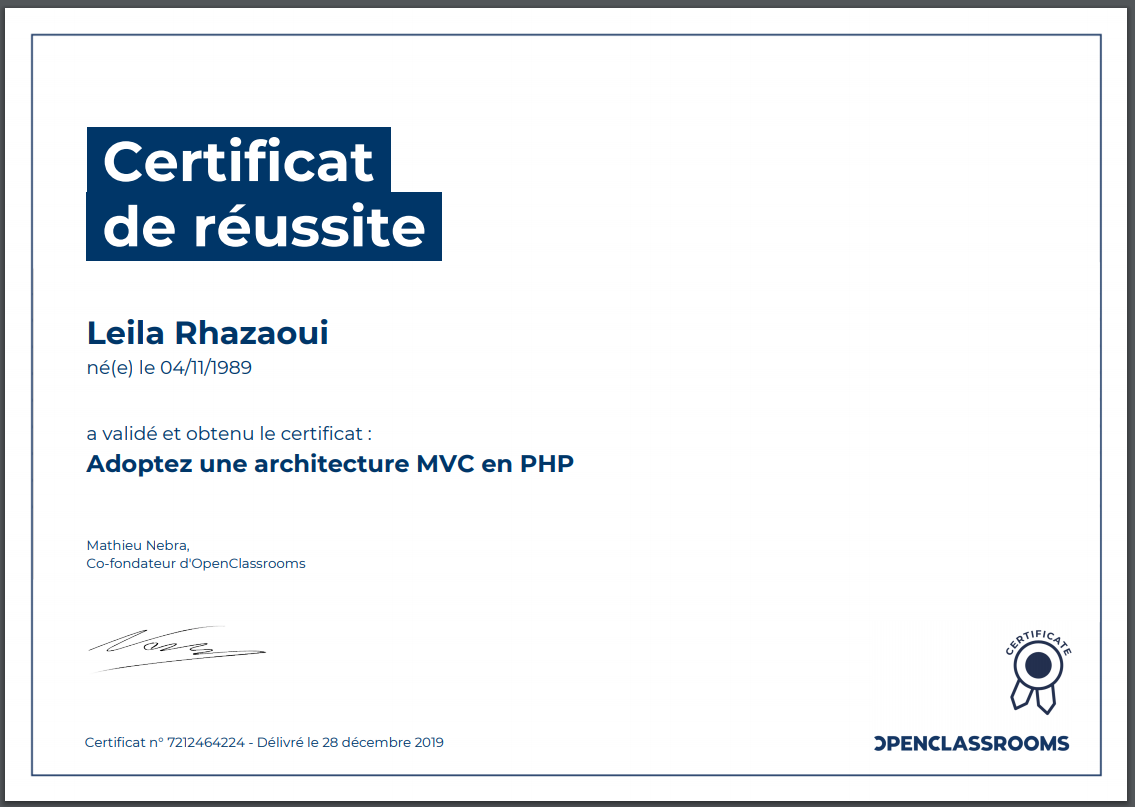 Certificat
de réussite
Leila Rhazaoui
né(e) le 04/11/1989
a validé et obtenu le certificat :
Adoptez une architecture MVC en PHP
Mathieu Nebra,
Co-fondateur d'OpenClassrooms
CERTIFICATE
Certificat n° 7212464224 - Délivré le 28 décembre 2019
OPENCLASSROOMS